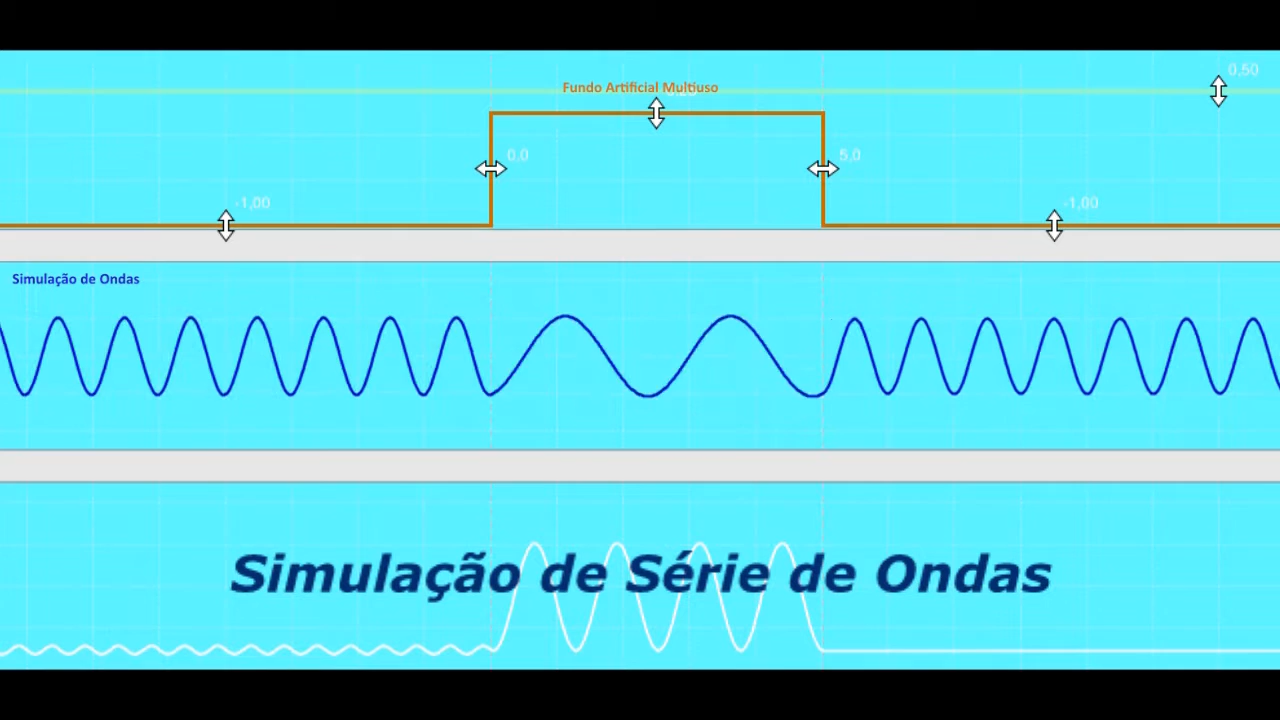 0,50
Fundo Artificial Multiuso
0,0
5,0
-1,00
-1,00
Simulação de Ondas
Simulação de Série de Ondas